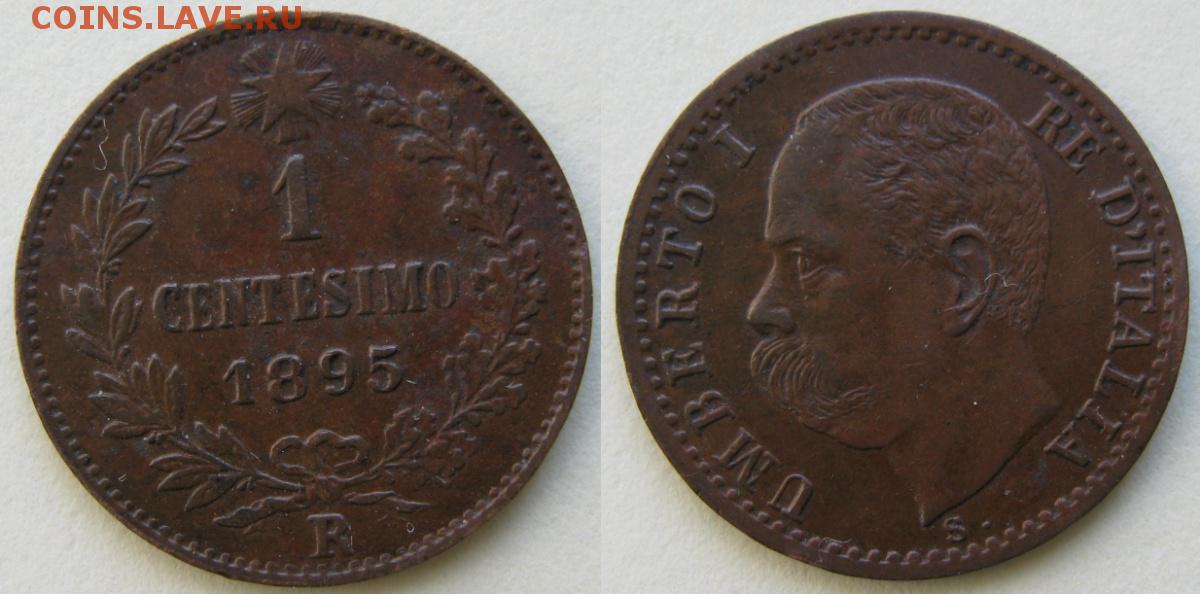 COINS.LAVE.RU
1
CENTESIMO
1895
R
UMBERTO I RE D'ITALIA
S